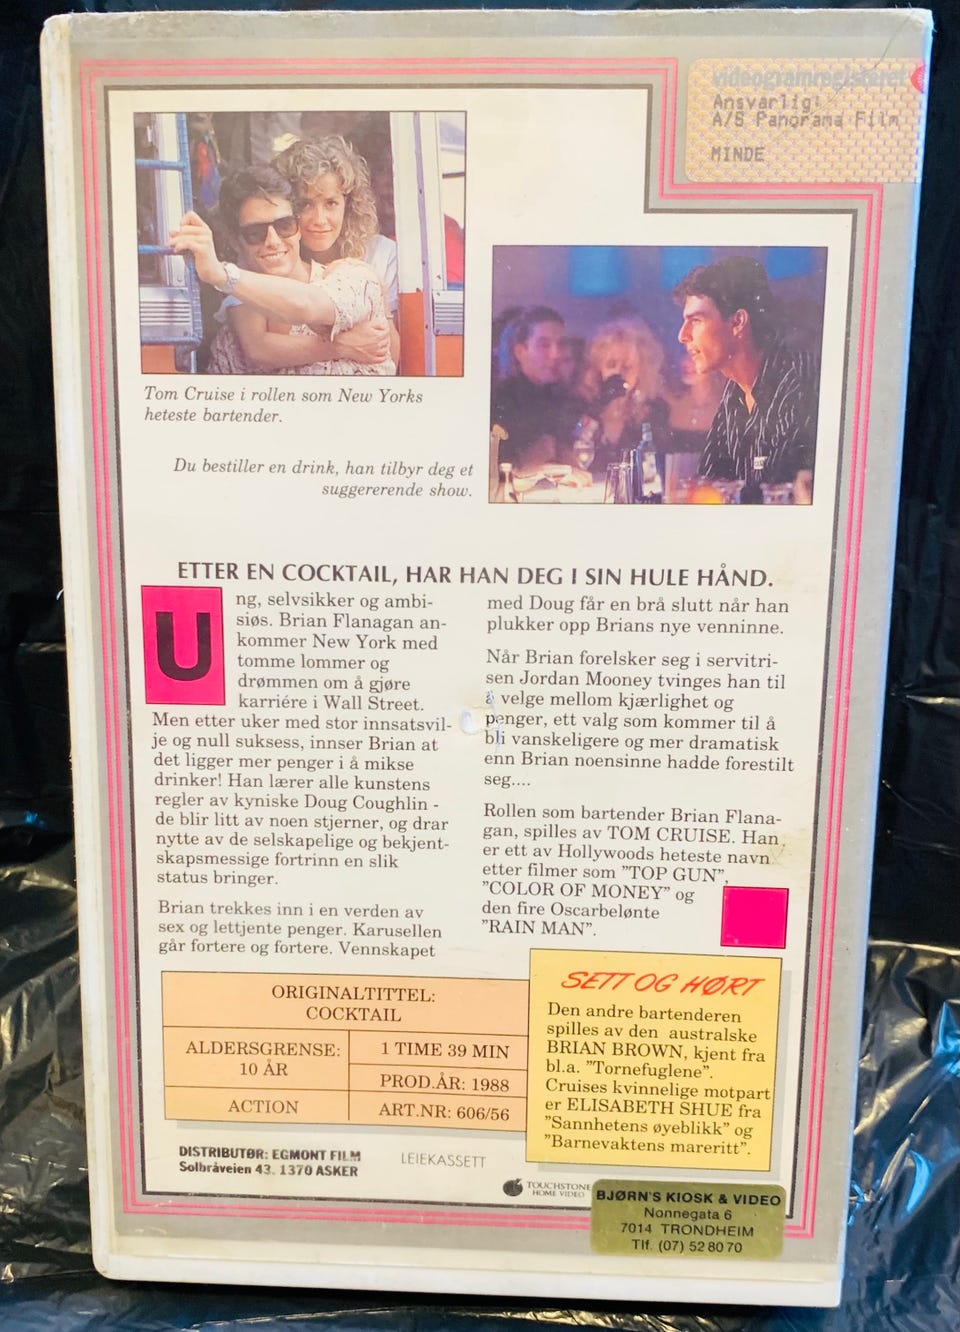 videogramregisteret
Ansvarlig:
A/S Panorama Film
MINDE
Tom Cruise i rollen som New Yorks
heteste bartender.
Du bestiller en drink, han tilbyr deg et
suggererende show.
ETTER EN COCKTAIL, HAR HAN DEG I SIN HULE HÅND.
Ung, selvsikker og ambi-
siøs. Brian Flanagan an-
kommer New York med
tomme lommer og
drømmen om å gjøre
karriére i Wall Street.
Men etter uker med stor innsatsvil-
je og null suksess, innser Brian at
det ligger mer penger i å mikse
drinker! Han lærer alle kunstens
regler av kyniske Doug Coughlin -
de blir litt av noen stjerner, og drar
nytte av de selskapelige og bekjent-
skapsmessige fortrinn en slik
status bringer.
Brian trekkes inn i en verden av
sex og lettjente penger. Karusellen
går fortere og fortere. Vennskapet
med Doug får en brå slutt når han
plukker opp Brians nye venninne.
Når Brian forelsker seg i servitri-
sen Jordan Mooney tvinges han til
å velge mellom kjærlighet og
penger, ett valg som kommer til å
bli vanskeligere og mer dramatisk
enn Brian noensinne hadde forestilt
seg....
Rollen som bartender Brian Flana-
gan, spilles av TOM CRUISE. Han
er ett av Hollywoods heteste navn
etter filmer som "TOP GUN",
"COLOR OF MONEY" og
den fire Oscarbelønte
"RAIN MAN".
ORIGINALTITTEL:
COCKTAIL
ALDERSGRENSE:
10 ÅR
1 TIME 39 MIN
PROD.ÅR: 1988
ACTION
ART.NR: 606/56
SETT OG HØRT
Den andre bartenderen
spilles av den australske
BRIAN BROWN, kjent fra
bl.a. "Tornefuglene".
Cruises kvinnelige motpart
er ELISABETH SHUE fra
"Sannhetens øyeblikk" og
"Barnevaktens mareritt".
DISTRIBUTØR: EGMONT FILM
Solbråveien 43. 1370 ASKER
LEIEKASSETT
TOUCHSTONE
HOME VIDEO
BJØRN'S KIOSK & VIDEO
Nonnegata 6
7014 TRONDHEIM
Tlf. (07) 52 80 70